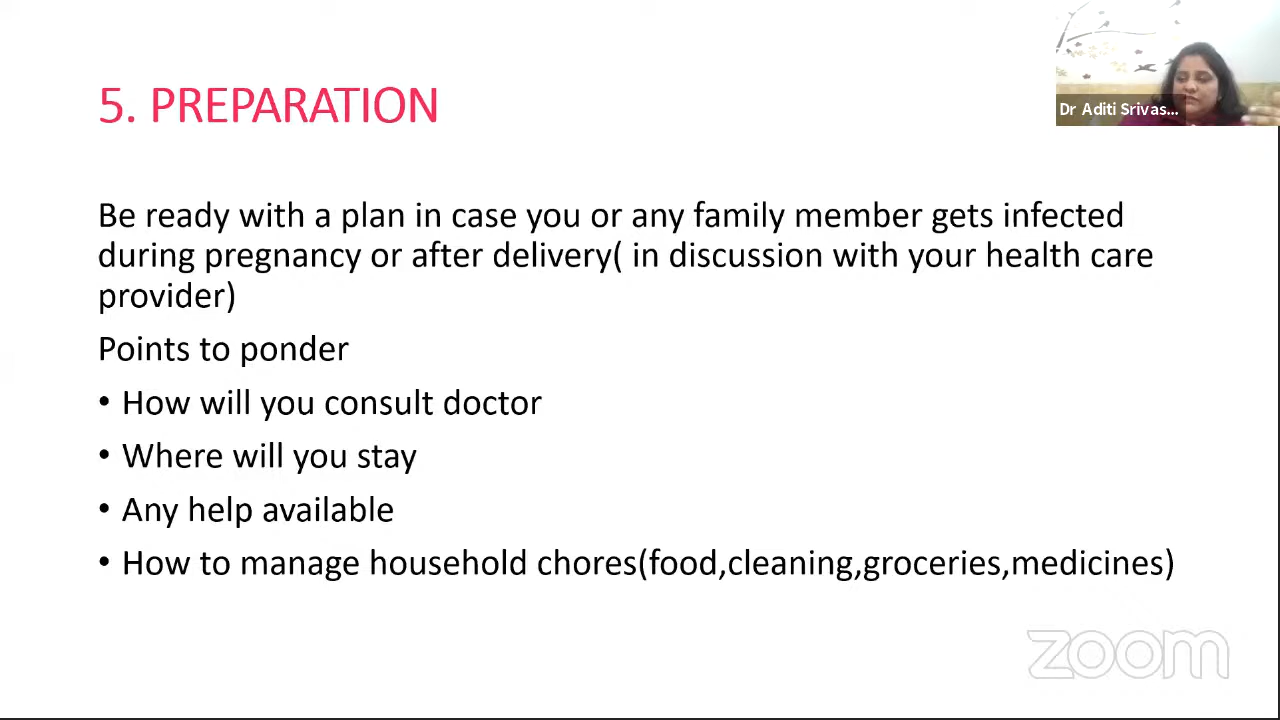 5. PREPARATION
Dr Aditi Srivas...
Be ready with a plan in case you or any family member gets infected
during pregnancy or after delivery( in discussion with your health care
provider)
Points to ponder
• How will you consult doctor
• Where will you stay
• Any help available
• How to manage household chores(food,cleaning,groceries,medicines)
zoom